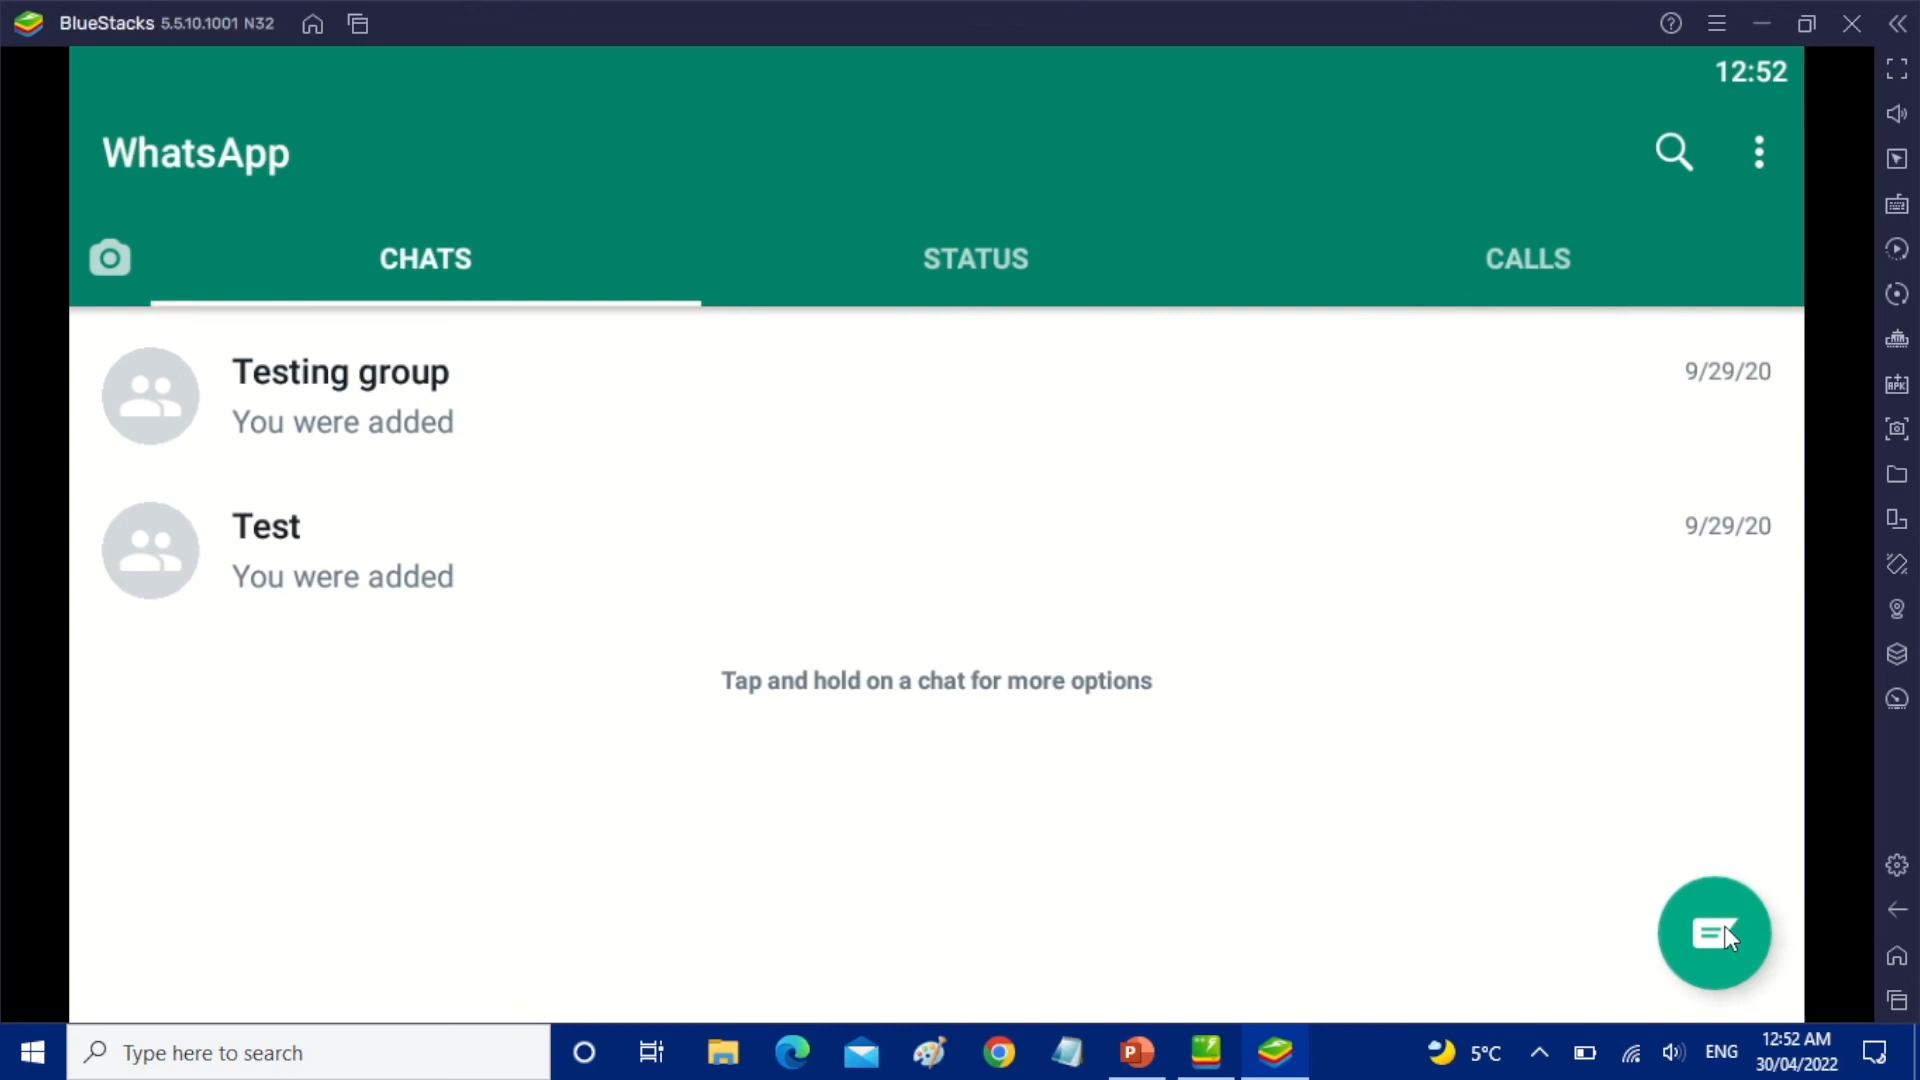 BlueStacks 5.5.10.1001 N32
12:52
WhatsApp
CHATS STATUS CALLS
Testing group 9/29/20
You were added
Test 9/29/20
You were added
Tap and hold on a chat for more options
Type here to search
5°C
ENG
12:52 AM
30/04/2022